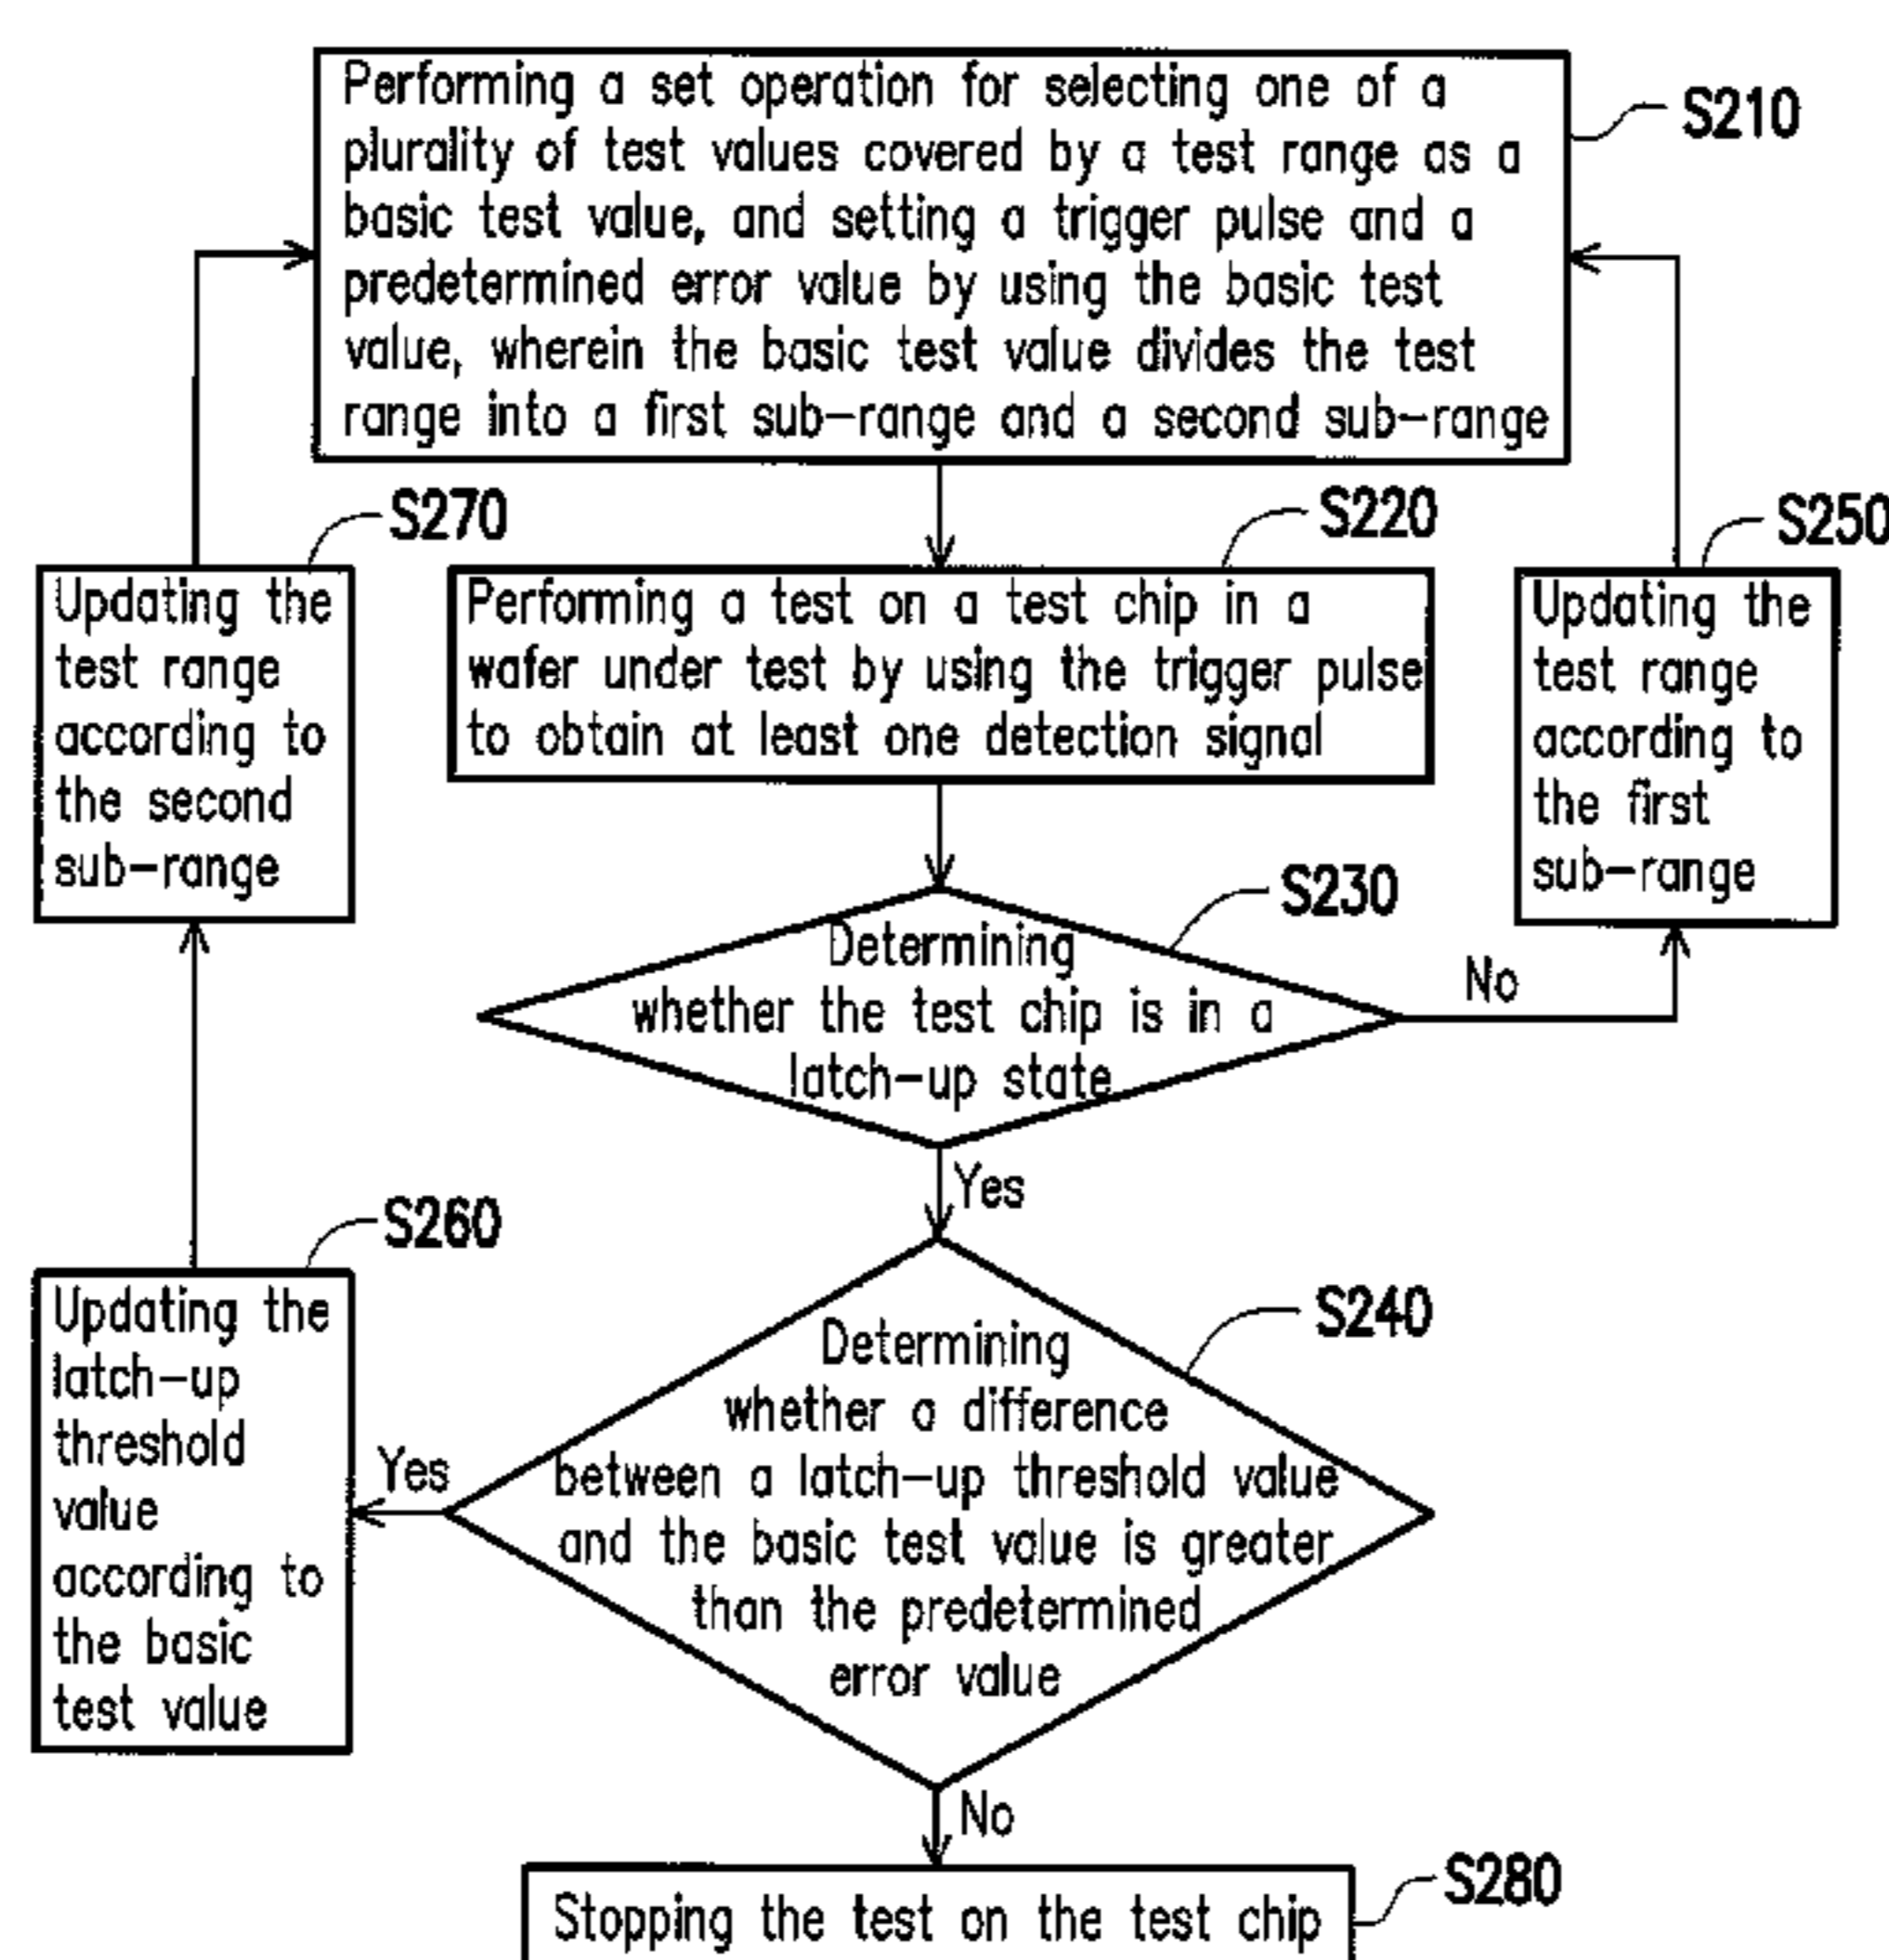 Performing a set operation for selecting one of a
plurality of test values covered by a test range as a
basic test value, and setting a trigger pulse and a
predetermined error value by using the basic test
value, wherein the basic test value divides the test
range into a first sub-range and a second sub-range
S210
S270
Updating the
test range
according to
the second
sub-range
S220
Performing a test on a test chip in a
wafer under test by using the trigger pulse
to obtain at least one detection signal
S250
Updating the
test range
according to
the first
sub-range
S230
Determining
whether the test chip is in a
latch-up state
No
Yes
S260
Updating the
latch-up
threshold
value
according to
the basic
test value
S240
Determining
whether a difference
between a latch-up threshold value
and the basic test value is greater
than the predetermined
error value
Yes
No
S280
Stopping the test on the test chip